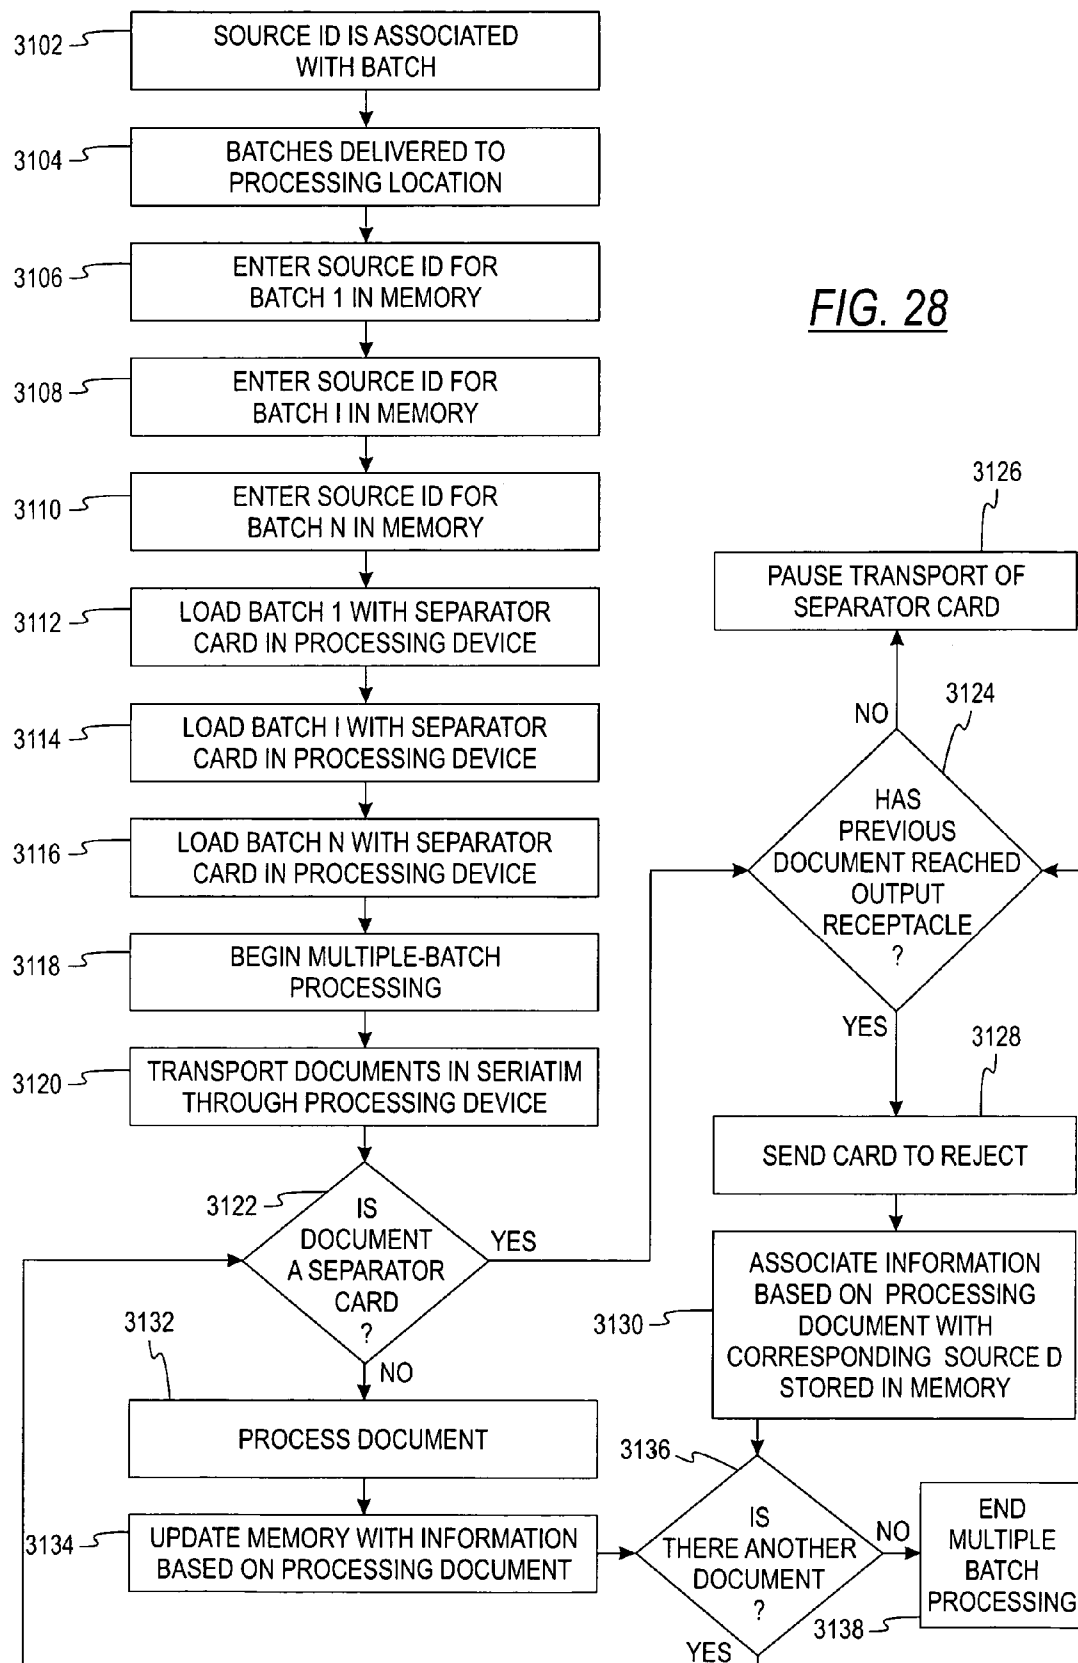 3102
SOURCE ID IS ASSOCIATED
WITH BATCH
3104
BATCHES DELIVERED TO
PROCESSING LOCATION
3106
ENTER SOURCE ID FOR
BATCH 1 IN MEMORY
FIG. 28
3108
ENTER SOURCE ID FOR
BATCH I IN MEMORY
3110
ENTER SOURCE ID FOR
BATCH N IN MEMORY
3112
LOAD BATCH 1 WITH SEPARATOR
CARD IN PROCESSING DEVICE
3114
LOAD BATCH I WITH SEPARATOR
CARD IN PROCESSING DEVICE
3116
LOAD BATCH N WITH SEPARATOR
CARD IN PROCESSING DEVICE
3118
BEGIN MULTIPLE-BATCH
PROCESSING
3120
TRANSPORT DOCUMENTS IN SERIATIM
THROUGH PROCESSING DEVICE
3122
IS
DOCUMENT
A SEPARATOR
CARD
?
YES
NO
3126
PAUSE TRANSPORT OF
SEPARATOR CARD
NO
3124
HAS
PREVIOUS
DOCUMENT REACHED
OUTPUT
RECEPTACLE
?
YES
3128
SEND CARD TO REJECT
3130
ASSOCIATE INFORMATION
BASED ON PROCESSING
DOCUMENT WITH
CORRESPONDING SOURCE D
STORED IN MEMORY
3132
PROCESS DOCUMENT
3134
UPDATE MEMORY WITH INFORMATION
BASED ON PROCESSING DOCUMENT
3136
IS
THERE ANOTHER
DOCUMENT
?
NO
YES
END
MULTIPLE
BATCH
PROCESSING
3138